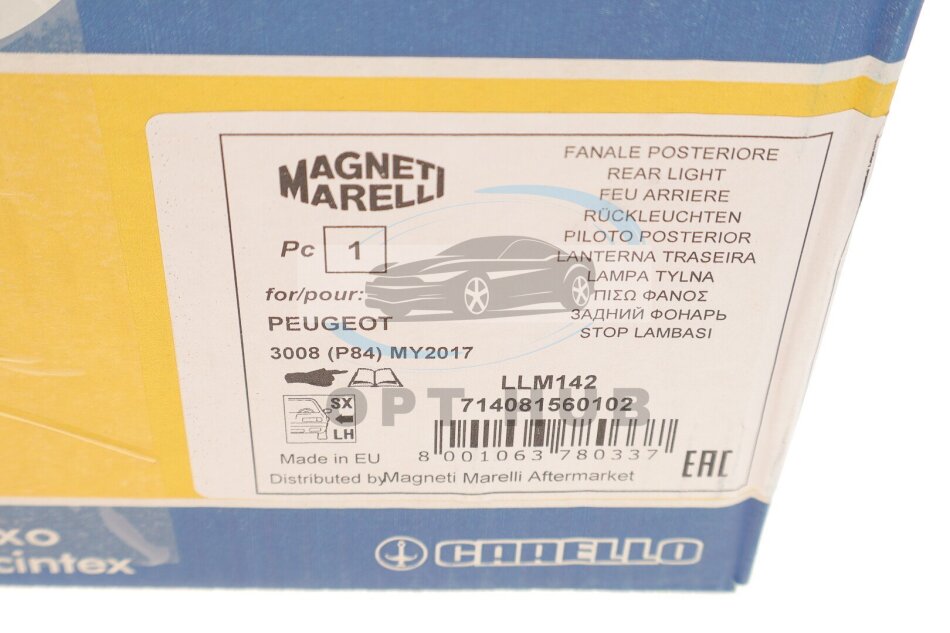 MAGNETI
MARELLI
Pc 1
for/pour:
PEUGEOT
3008 (P84) MY2017
SX
LH
Made in EU
Distributed by Magneti Marelli Aftermarket
FANALE POSTERIORE
REAR LIGHT
FEU ARRIERE
RÜCKLEUCHTEN
PILOTO POSTERIOR
LANTERNA TRASEIRA
LAMPA TYLNA
ΠΙΣΩ ΦΑΝΟΣ
ЗАДНИЙ ФОНАРЬ
STOP LAMBASI
LLM142
714081560102
8 001063 780337
EAC
OPT HUB
xo
cintex
CARELLO